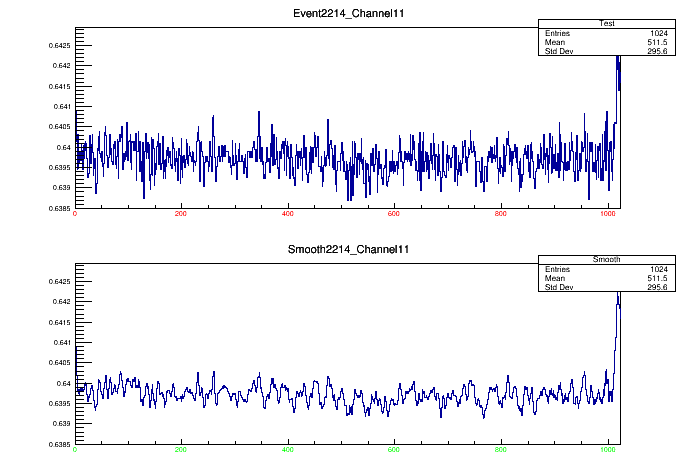 Event2214_Channel11
Test
Entries 1024
Mean 511.5
Std Dev 295.6
0.6425
0.642
0.6415
0.641
0.6405
0.64
0.6395
0.639
0.6385
0 200 400 600 800 1000
Smooth2214_Channel11
Smooth
Entries 1024
Mean 511.5
Std Dev 295.6
0.6425
0.642
0.6415
0.641
0.6405
0.64
0.6395
0.639
0.6385
0 200 400 600 800 1000